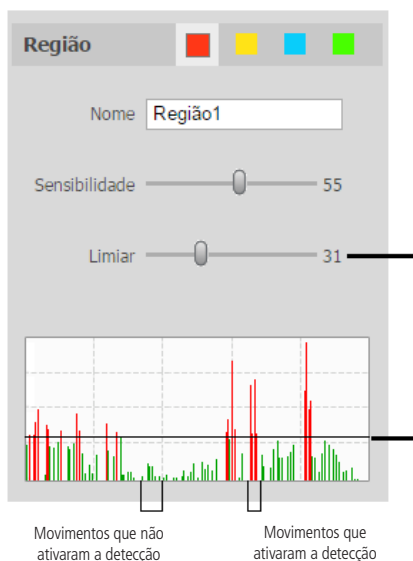 Região
Nome Região1
Sensibilidade 55
Limiar 31
Movimentos que não
ativaram a detecção
Movimentos que
ativaram a detecção